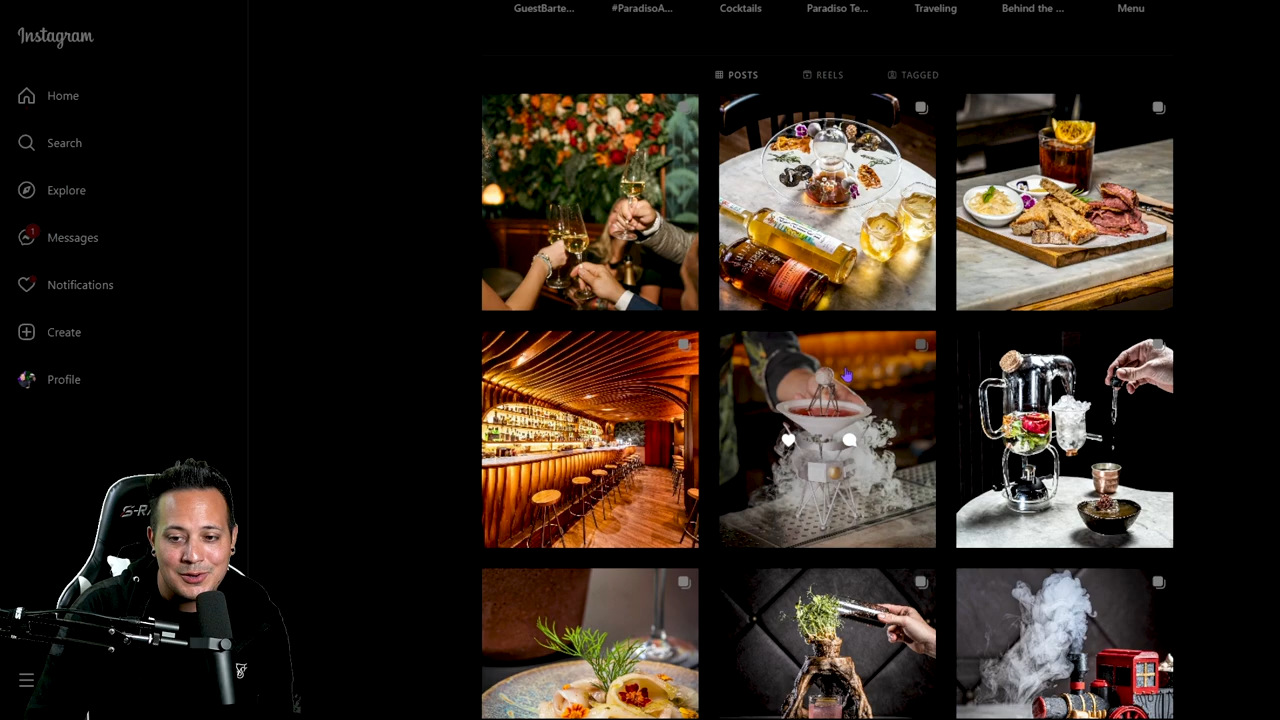 GuestBarte... #ParadisoA... Cocktails Paradiso Te... Traveling Behind the ... Menu
Instagram
POSTS REELS TAGGED
Home
Search
Explore
1
Messages
Notifications
Create
Profile